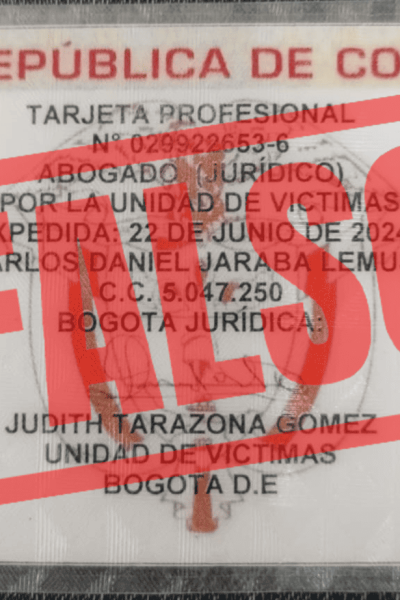 EPÚBLICA DE CO
TARJETA PROFESIONAL
N° 029922653-6
ABOGADO (JURÍDICO)
POR LA UNIDAD DE VICTIMAS
XPEDIDA: 22 DE JUNIO DE 2024
ARLOS DANIEL JARABA LEMU
C.C. 5.047.250
BOGOTA JURÍDICA:
FALSO
JUDITH TARAZONA GOMEZ
UNIDAD DE VICTIMAS
BOGOTA D.E